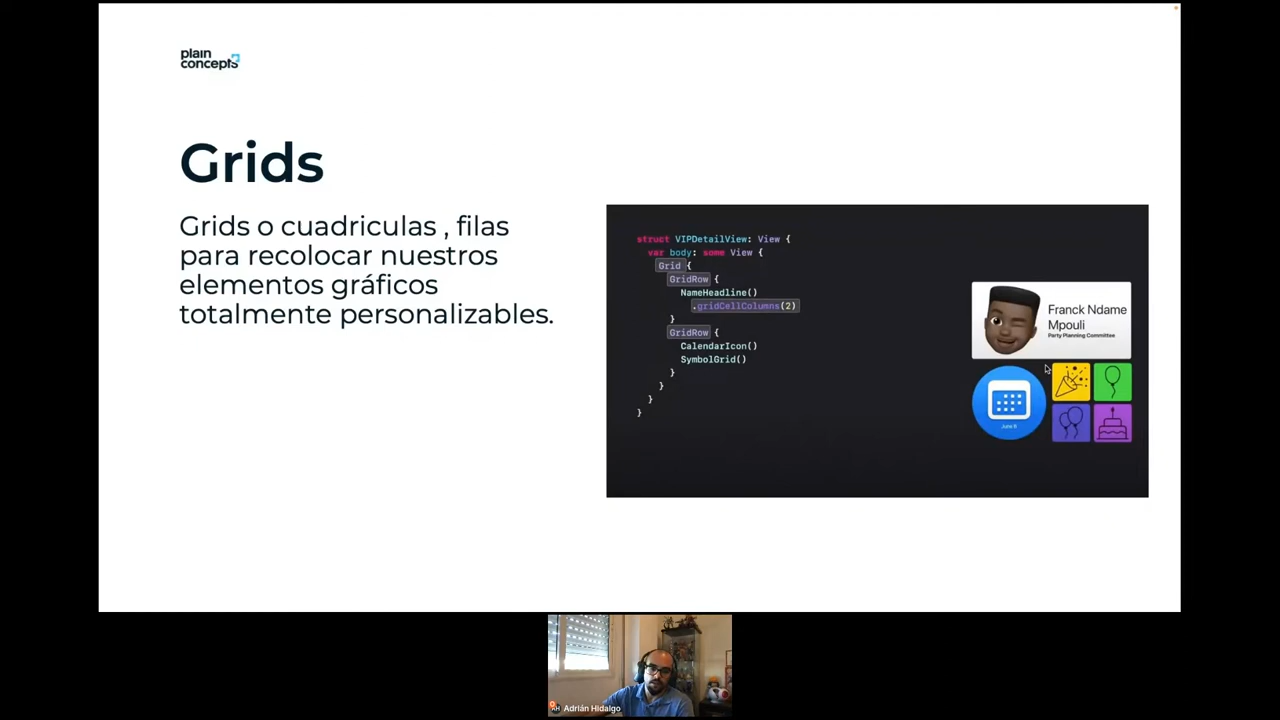 plain
concepts
Grids
Grids o cuadriculas , filas
para recolocar nuestros
elementos gráficos
totalmente personalizables.
struct VIPDetailView: View {
var body: some View {
Grid {
GridRow {
NameHeadline()
.gridCellColumns(2)
}
GridRow {
CalendarIcon()
SymbolGrid()
}
}
}
}
Franck Ndame
Mpouli
Party Planning Committee
AH Adrián Hidalgo